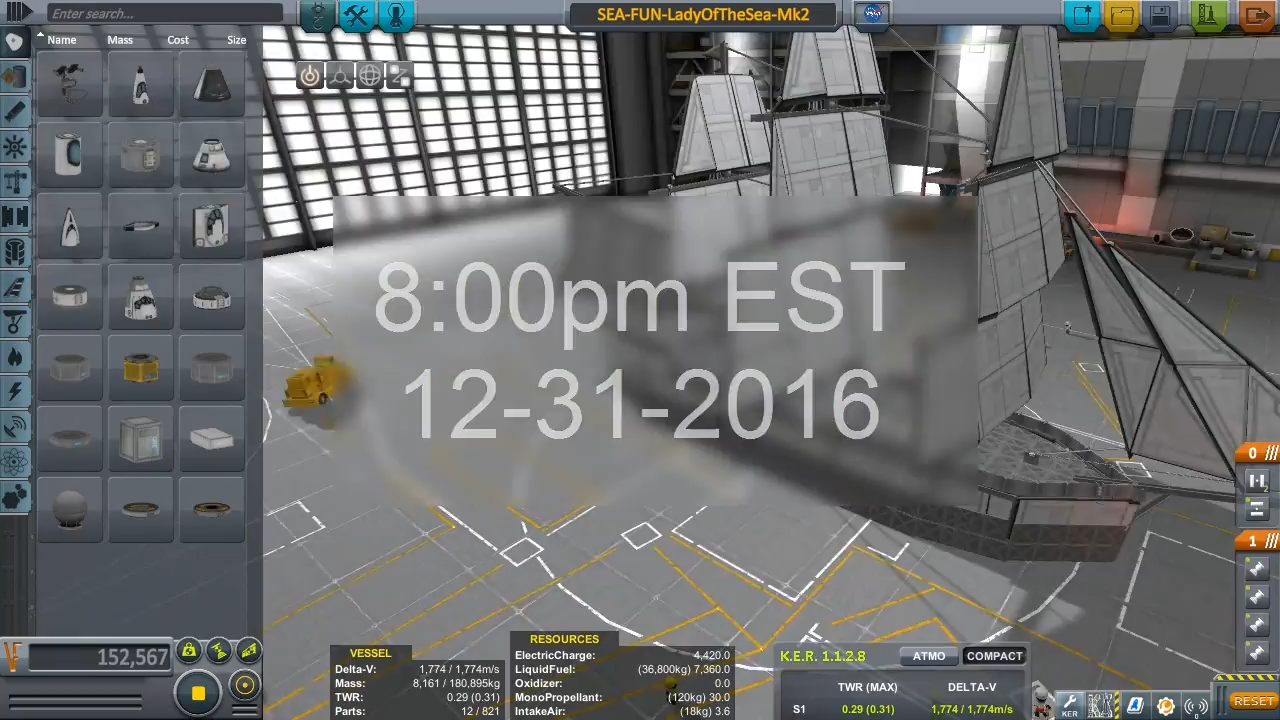 Enter search...
SEA-FUN-LadyOfTheSea-Mk2
Name Mass Cost Size
8:00pm EST
12-31-2016
0
1
152,567
VESSEL
Delta-V: 1,774 / 1,774m/s
Mass: 8,161 / 180,895kg
TWR: 0.29 (0.31)
Parts: 12 / 821
RESOURCES
ElectricCharge: 4,420.0
LiquidFuel: (36,800kg) 7,360.0
Oxidizer: 0.0
MonoPropellant: (120kg) 30.0
IntakeAir: (18kg) 3.6
K.E.R. 1.1.2.8 ATMO COMPACT
TWR (MAX) DELTA-V
S1 0.29 (0.31) 1,774 / 1,774m/s
KER
0
RESET